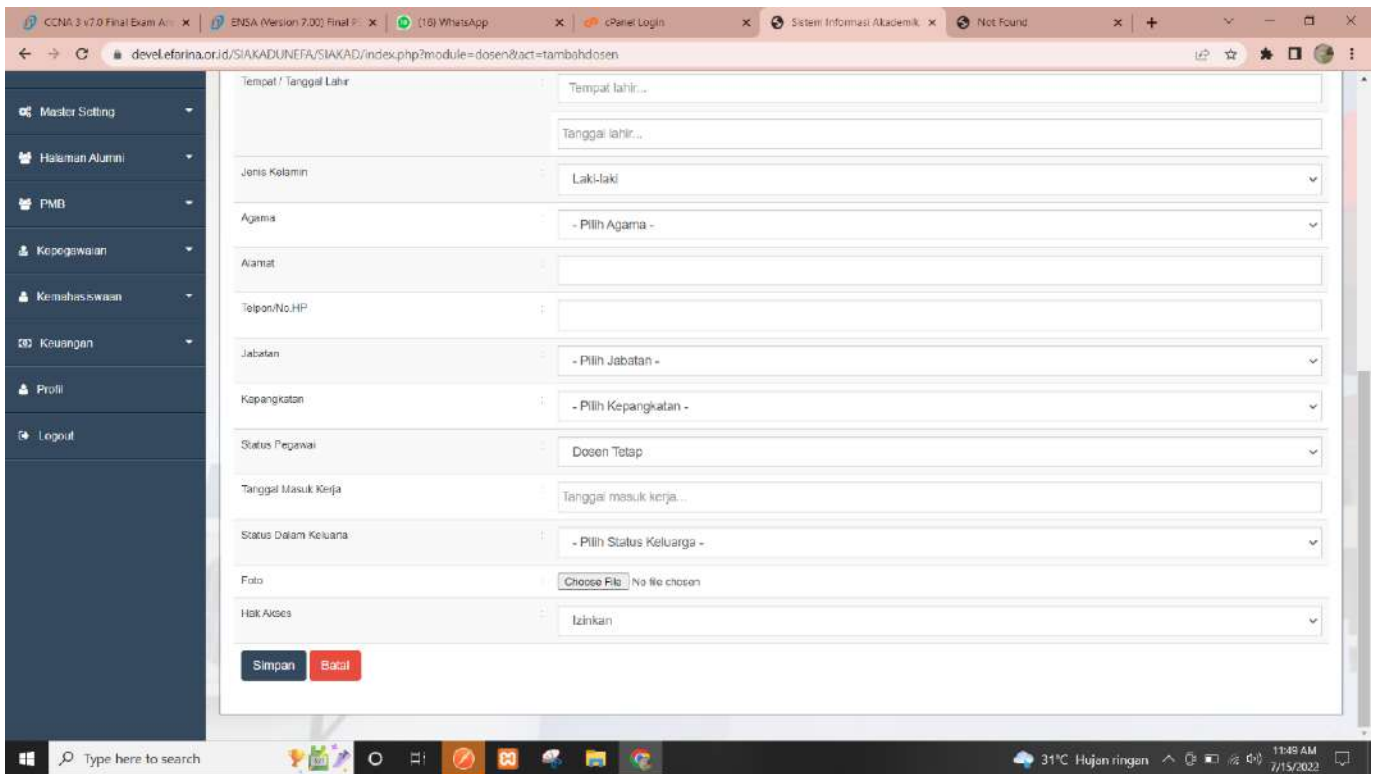 CCNA 3 v7.0 Final Exam An
ENSA (Version 7.00) Final
(18) WhatsApp
cPanel Login
Sistem Informasi Akademik
Not Found
devel.efarina.or.id/SIAKADUNEFA/SIAKAD/index.php?module=dosen&act=tambahdosen
Master Setting
Halaman Alumni
PMB
Kepegawaian
Kemahasiswaan
Keuangan
Profil
Logout
Tempat / Tanggal Lahir : Tempat lahir...
Tanggal lahir...
Jenis Kelamin : Laki-laki
Agama : - Pilih Agama -
Alamat :
Telpon/No.HP :
Jabatan : - Pilih Jabatan -
Kepangkatan : - Pilih Kepangkatan -
Status Pegawai : Dosen Tetap
Tanggal Masuk Kerja : Tanggal masuk kerja...
Status Dalam : - Pilih Status Keluarga -
Foto : Choose File No file chosen
Hak Akses : Izinkan
Simpan Batal
Type here to search
31°C Hujan ringan
11:49 AM
7/15/2022